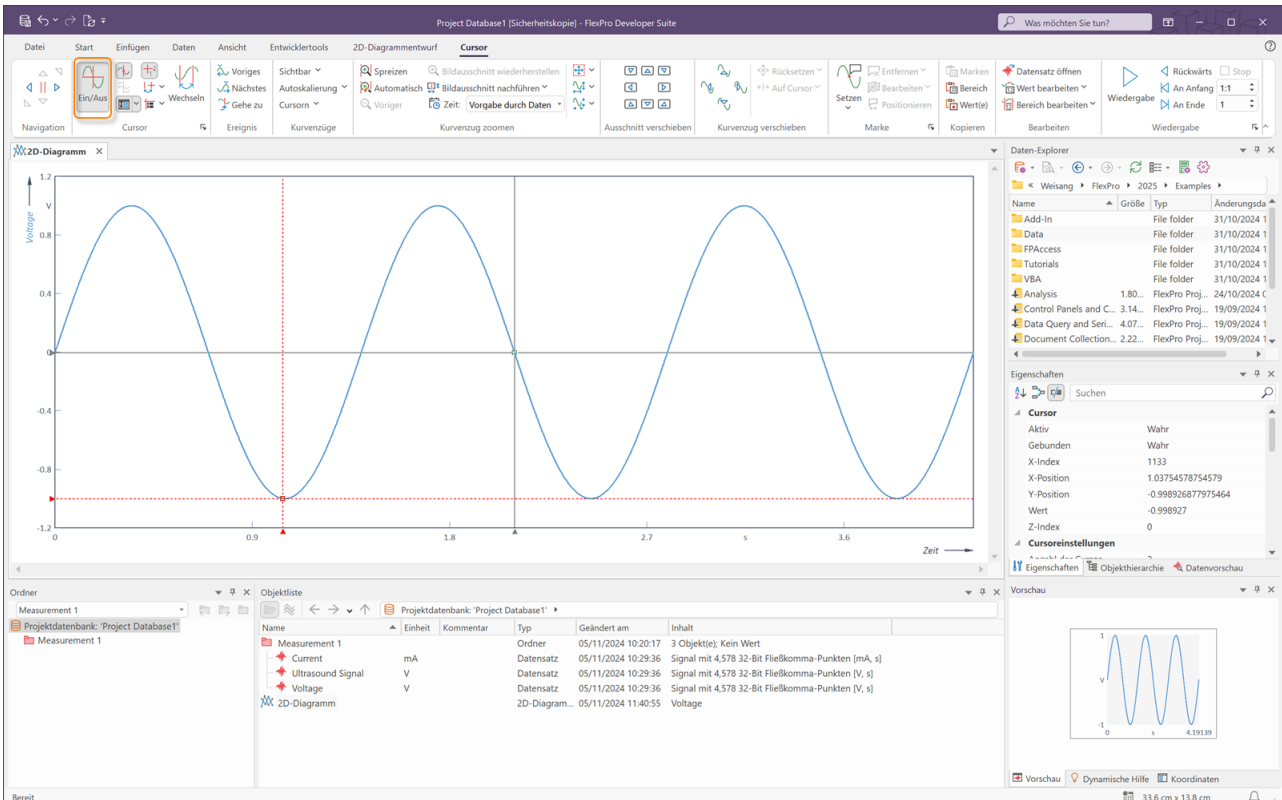 Project Database1 [Sicherheitskopie] - FlexPro Developer Suite
Was möchten Sie tun?
Datei Start Einfügen Daten Ansicht Entwicklertools 2D-Diagrammentwurf Cursor
Ein/Aus
Wechseln
Voriges
Nächstes
Gehe zu
Sichtbar
Autoskalierung
Cursorn
Spreizen
Automatisch
Voriger
Bildausschnitt wiederherstellen
Bildausschnitt nachführen
Zeit: Vorgabe durch Daten
Rücksetzen
Auf Cursor
Setzen
Entfernen
Bearbeiten
Positionieren
Marken
Bereich
Wert(e)
Datensatz öffnen
Wert bearbeiten
Bereich bearbeiten
Wiedergabe
Rückwärts
An Anfang
An Ende
Stop
1:1
1
Navigation Cursor Ereignis Kurvenzüge Kurvenzug zoomen Ausschnitt verschieben Kurvenzug verschieben Marke Kopieren Bearbeiten Wiedergabe
2D-Diagramm
1.2
V
0.8
0.4
0
-0.4
-0.8
-1.2
Voltage
0 0.9 1.8 2.7 s 3.6
Zeit
Daten-Explorer
« Weisang FlexPro 2025 Examples
Name Größe Typ Änderungsda
Add-In File folder 31/10/2024 1
Data File folder 31/10/2024 1
FPAccess File folder 31/10/2024 1
Tutorials File folder 31/10/2024 1
VBA File folder 31/10/2024 1
Analysis 1.80... FlexPro Proj... 24/10/2024 0
Control Panels and C... 3.14... FlexPro Proj... 19/09/2024 1
Data Query and Seri... 4.07... FlexPro Proj... 19/09/2024 1
Document Collection... 2.22... FlexPro Proj... 19/09/2024 1
Eigenschaften
Suchen
Cursor
Aktiv Wahr
Gebunden Wahr
X-Index 1133
X-Position 1.03754578754579
Y-Position -0.998926877975464
Wert -0.998927
Z-Index 0
Cursoreinstellungen
Eigenschaften Objekthierarchie Datenvorschau
Ordner
Measurement 1
Projektdatenbank: 'Project Database1'
Measurement 1
Objektliste
Projektdatenbank: 'Project Database1'
Name Einheit Kommentar Typ Geändert am Inhalt
Measurement 1 Ordner 05/11/2024 10:20:17 3 Objekt(e); Kein Wert
Current mA Datensatz 05/11/2024 10:29:36 Signal mit 4,578 32-Bit Fließkomma-Punkten [mA, s]
Ultrasound Signal V Datensatz 05/11/2024 10:29:36 Signal mit 4,578 32-Bit Fließkomma-Punkten [V, s]
Voltage V Datensatz 05/11/2024 10:29:36 Signal mit 4,578 32-Bit Fließkomma-Punkten [V, s]
2D-Diagramm 2D-Diagram... 05/11/2024 11:40:55 Voltage
Vorschau
1
V
-1
0 s 4.19139
Vorschau Dynamische Hilfe Koordinaten
Bereit
33.6 cm x 13.8 cm